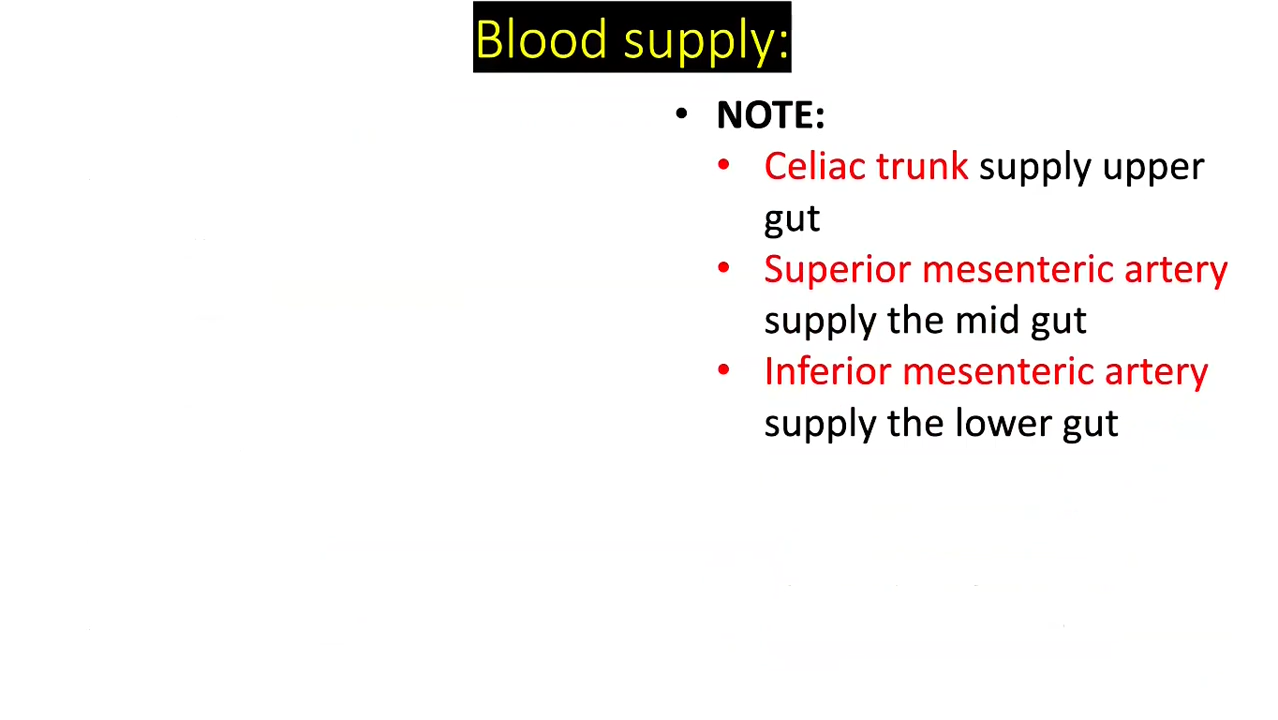 Blood supply:
• NOTE:
• Celiac trunk supply upper
gut
• Superior mesenteric artery
supply the mid gut
• Inferior mesenteric artery
supply the lower gut